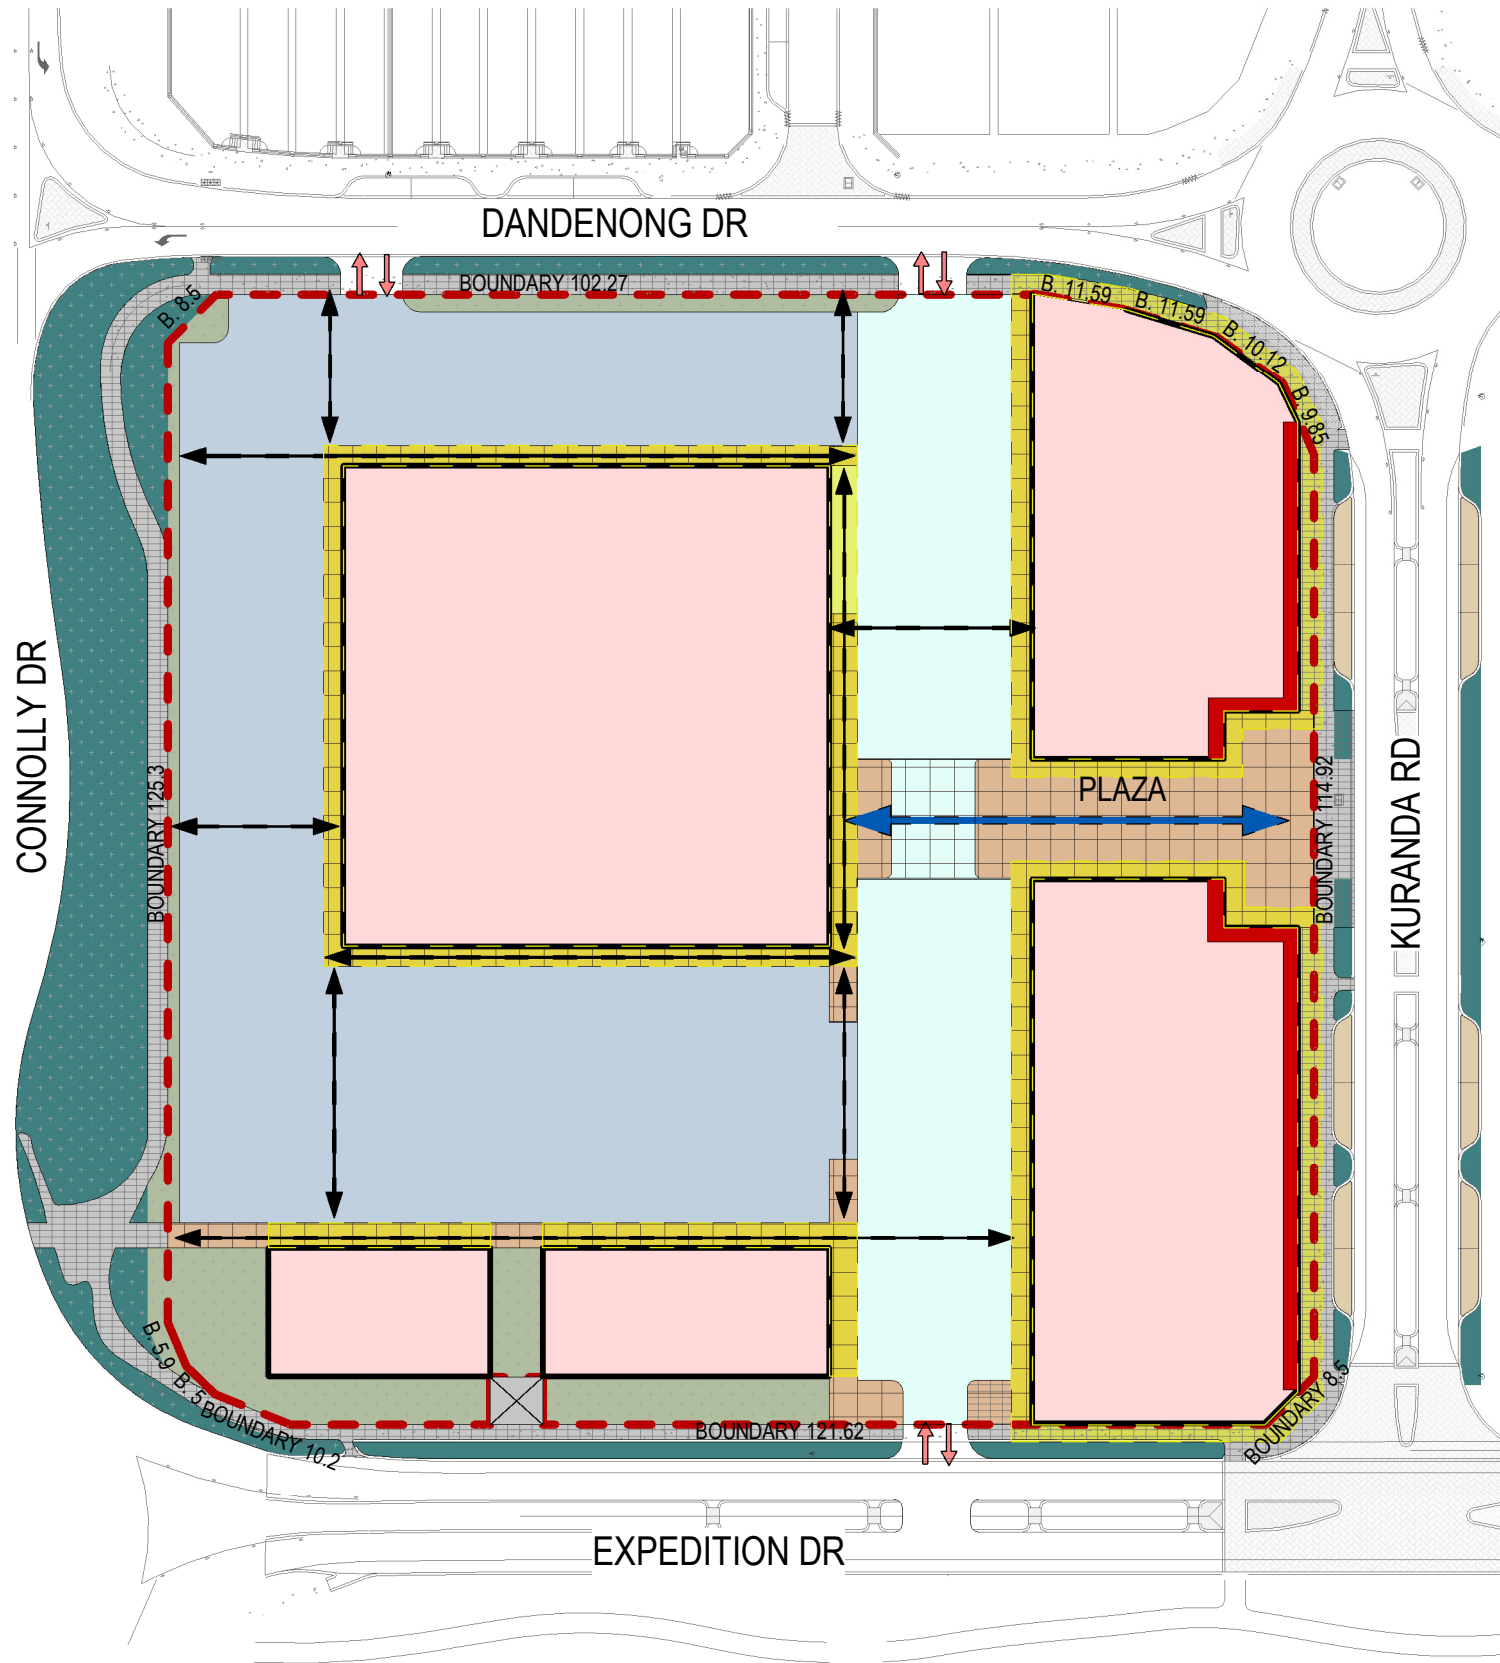 DANDENONG DR
BOUNDARY 102.27
B. 8.5
B. 11.59
B. 11.59
B. 10.12
B. 9.85
CONNOLLY DR
BOUNDARY 125.3
PLAZA
BOUNDARY 114.92
KURANDA RD
B. 5.9
B. 5
BOUNDARY 10.2
BOUNDARY 121.62
BOUNDARY 8.5
EXPEDITION DR